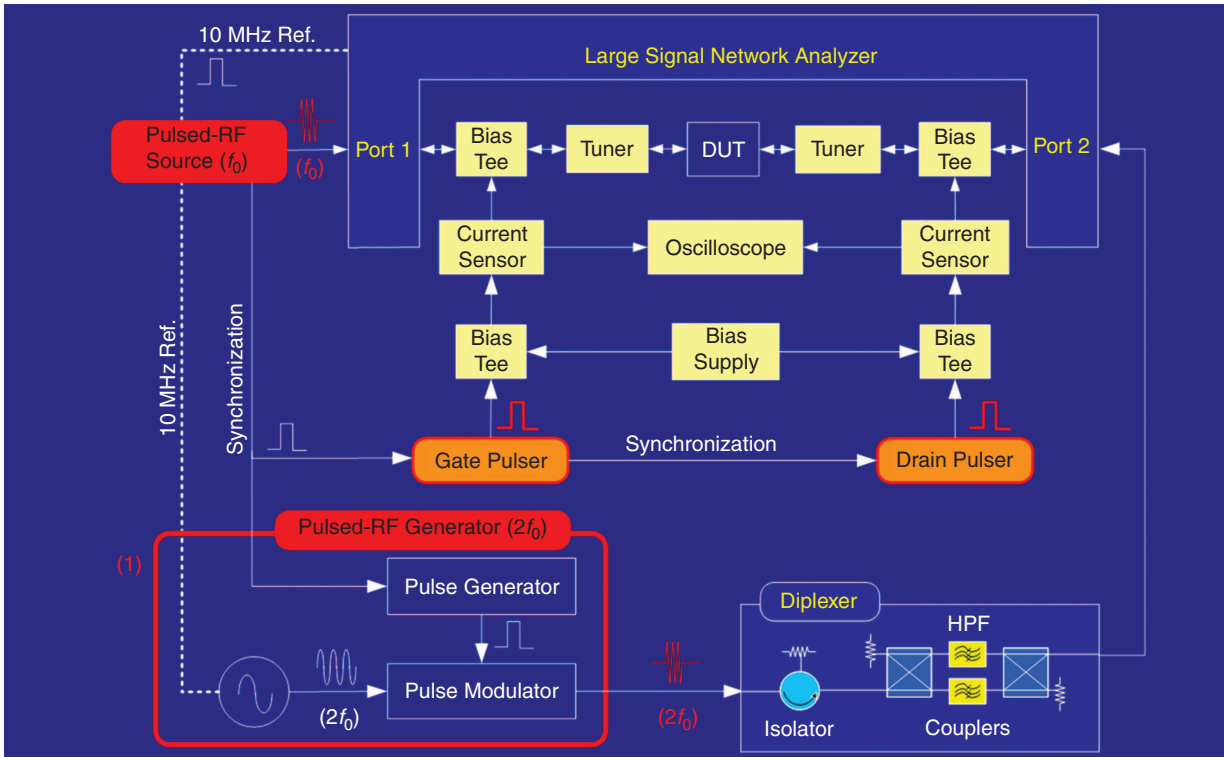 10 MHz Ref.
Large Signal Network Analyzer
Pulsed-RF
Source (f0)
(f0)
Port 1
Bias
Tee
Tuner
DUT
Tuner
Bias
Tee
Port 2
Current
Sensor
Oscilloscope
Current
Sensor
10 MHz Ref.
Synchronization
Bias
Tee
Bias
Supply
Bias
Tee
Gate Pulser
Synchronization
Drain Pulser
Pulsed-RF Generator (2f0)
(1)
Pulse Generator
Diplexer
HPF
(2f0)
Pulse Modulator
(2f0)
Isolator
Couplers